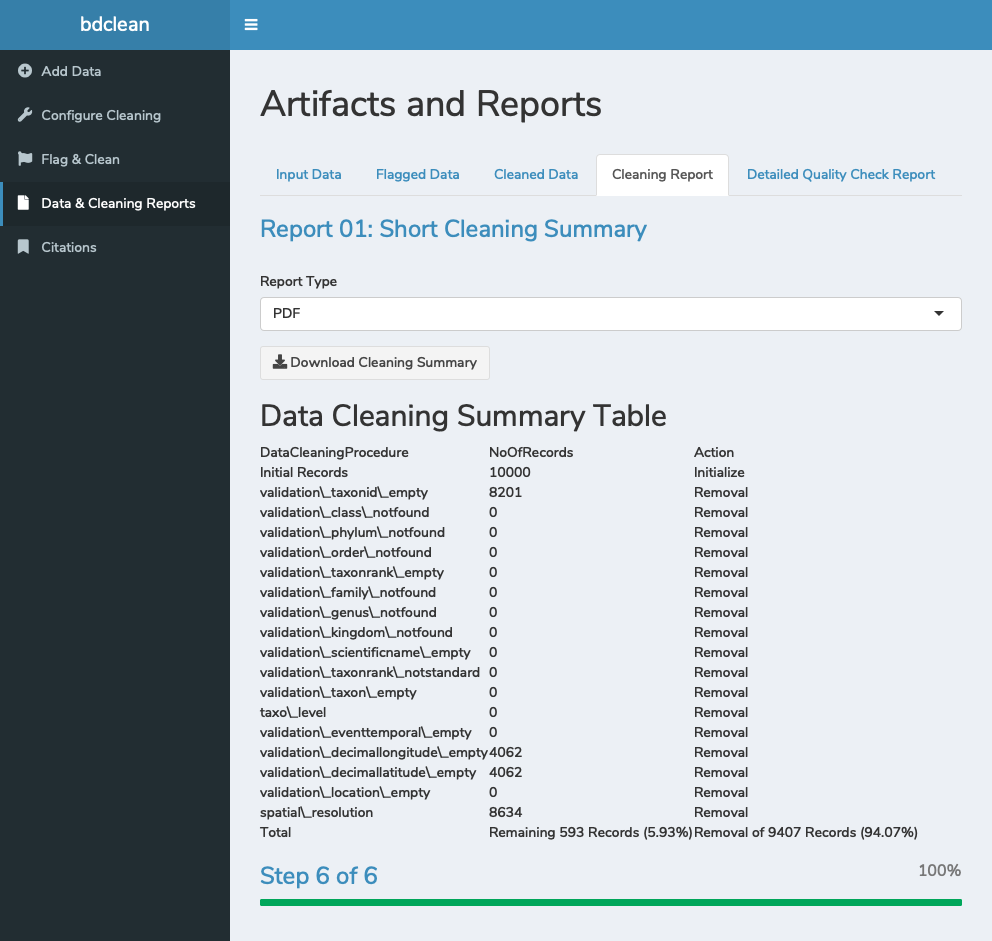 bdclean
Add Data
Configure Cleaning
Flag & Clean
Data & Cleaning Reports
Citations
Artifacts and Reports
Input Data Flagged Data Cleaned Data Cleaning Report Detailed Quality Check Report
Report 01: Short Cleaning Summary
Report Type
PDF
Download Cleaning Summary
Data Cleaning Summary Table
DataCleaningProcedure NoOfRecords Action
Initial Records 10000 Initialize
validation\_taxonid\_empty 8201 Removal
validation\_class\_notfound 0 Removal
validation\_phylum\_notfound 0 Removal
validation\_order\_notfound 0 Removal
validation\_taxonrank\_empty 0 Removal
validation\_family\_notfound 0 Removal
validation\_genus\_notfound 0 Removal
validation\_kingdom\_notfound 0 Removal
validation\_scientificname\_empty 0 Removal
validation\_taxonrank\_notstandard 0 Removal
validation\_taxon\_empty 0 Removal
taxo\_level 0 Removal
validation\_eventtemporal\_empty 0 Removal
validation\_decimallongitude\_empty 4062 Removal
validation\_decimallatitude\_empty 4062 Removal
validation\_location\_empty 0 Removal
spatial\_resolution 8634 Removal
Total Remaining 593 Records (5.93%) Removal of 9407 Records (94.07%)
Step 6 of 6 100%